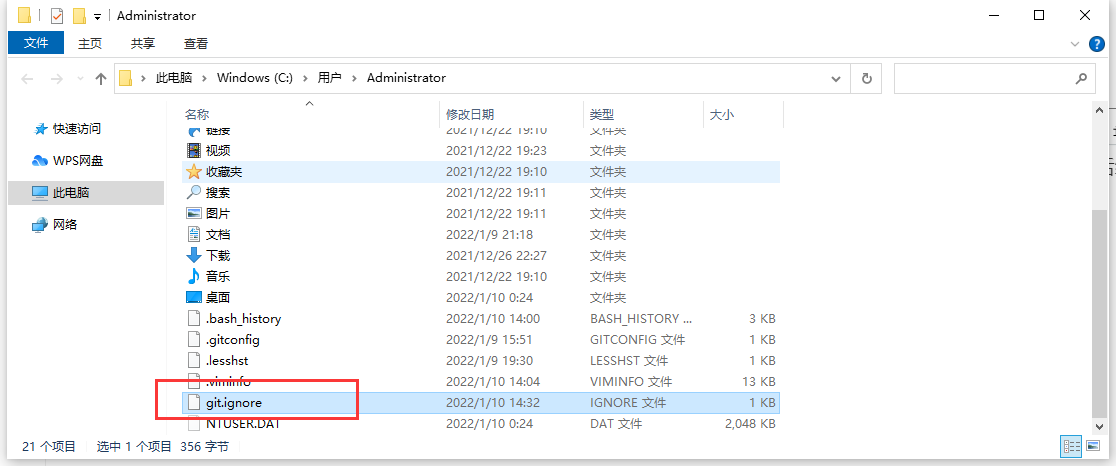 Administrator
文件 主页 共享 查看
此电脑 Windows (C:) 用户 Administrator
名称 修改日期 类型 大小
快速访问
WPS网盘
此电脑
网络
链接 2021/12/22 19:10 文件夹
视频 2021/12/22 19:23 文件夹
收藏夹 2021/12/22 19:10 文件夹
搜索 2021/12/22 19:11 文件夹
图片 2021/12/22 19:11 文件夹
文档 2022/1/9 21:18 文件夹
下载 2021/12/26 22:27 文件夹
音乐 2021/12/22 19:10 文件夹
桌面 2022/1/10 0:24 文件夹
.bash_history 2022/1/10 14:00 BASH_HISTORY ... 3 KB
.gitconfig 2022/1/9 15:51 GITCONFIG 文件 1 KB
.lesshst 2022/1/9 19:30 LESSHST 文件 1 KB
.viminfo 2022/1/10 14:04 VIMINFO 文件 13 KB
git.ignore 2022/1/10 14:32 IGNORE 文件 1 KB
NTUSER.DAT 2022/1/10 0:24 DAT 文件 2,048 KB
21 个项目 选中 1 个项目 356 字节